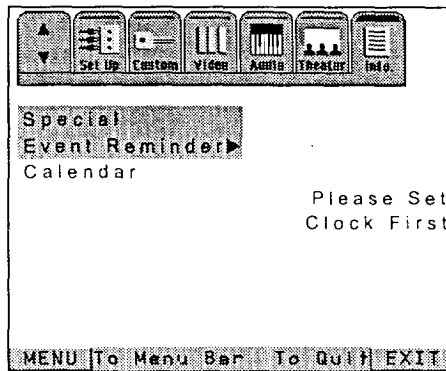 Set Up Custom Video Audio Theater Info.
Special
Event Reminder
Calendar
Please Set
Clock First
MENU To Menu Bar To Quit EXIT